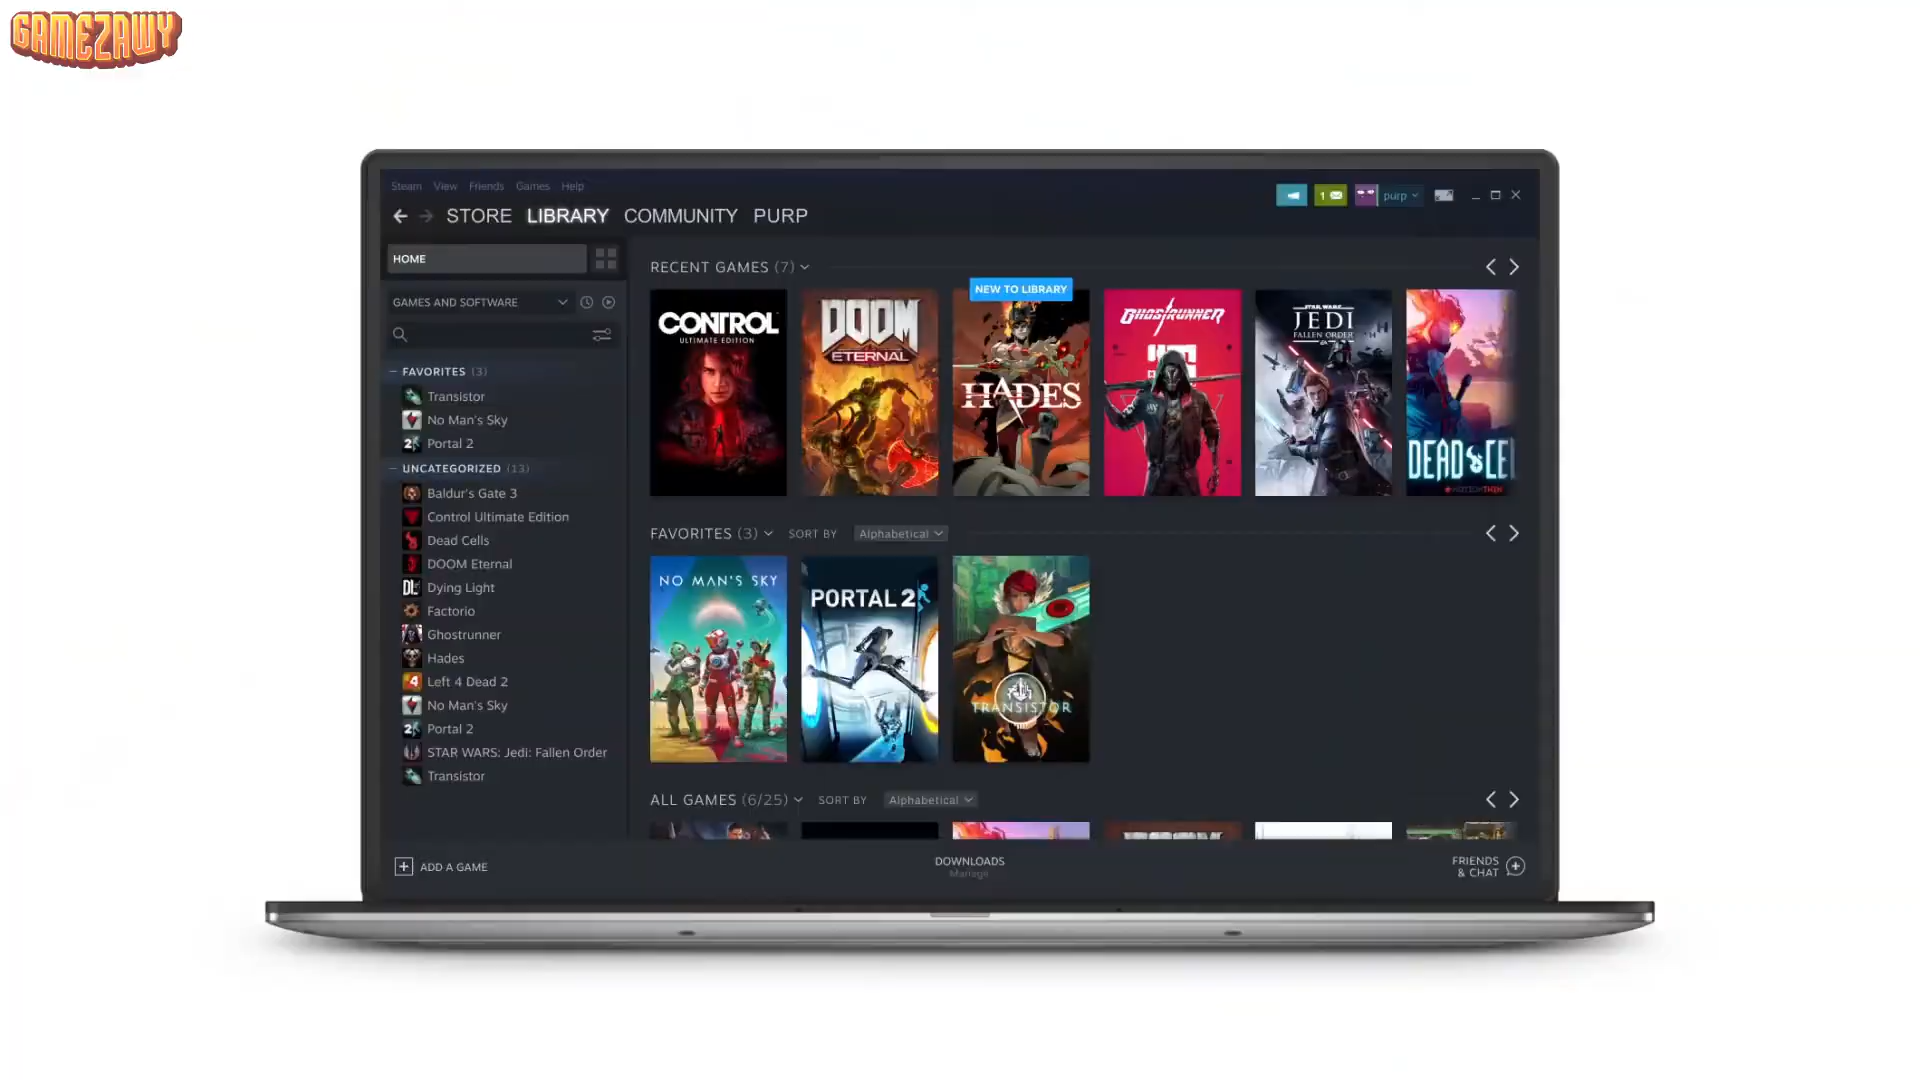 GAMEZAWY
Steam View Friends Games Help
1 purp
STORE LIBRARY COMMUNITY PURP
HOME
GAMES AND SOFTWARE
FAVORITES (3)
Transistor
No Man's Sky
Portal 2
UNCATEGORIZED (13)
Baldur's Gate 3
Control Ultimate Edition
Dead Cells
DOOM Eternal
Dying Light
Factorio
Ghostrunner
Hades
Left 4 Dead 2
No Man's Sky
Portal 2
STAR WARS: Jedi: Fallen Order
Transistor
RECENT GAMES (7)
NEW TO LIBRARY
CONTROL
ULTIMATE EDITION
DOOM
ETERNAL
HADES
GHOSTRUNNER
STAR WARS
JEDI
FALLEN ORDER
DEAD CEL
FAVORITES (3) SORT BY Alphabetical
NO MAN'S SKY
PORTAL 2
TRANSISTOR
ALL GAMES (6/25) SORT BY Alphabetical
ADD A GAME
DOWNLOADS
Manage
FRIENDS
& CHAT